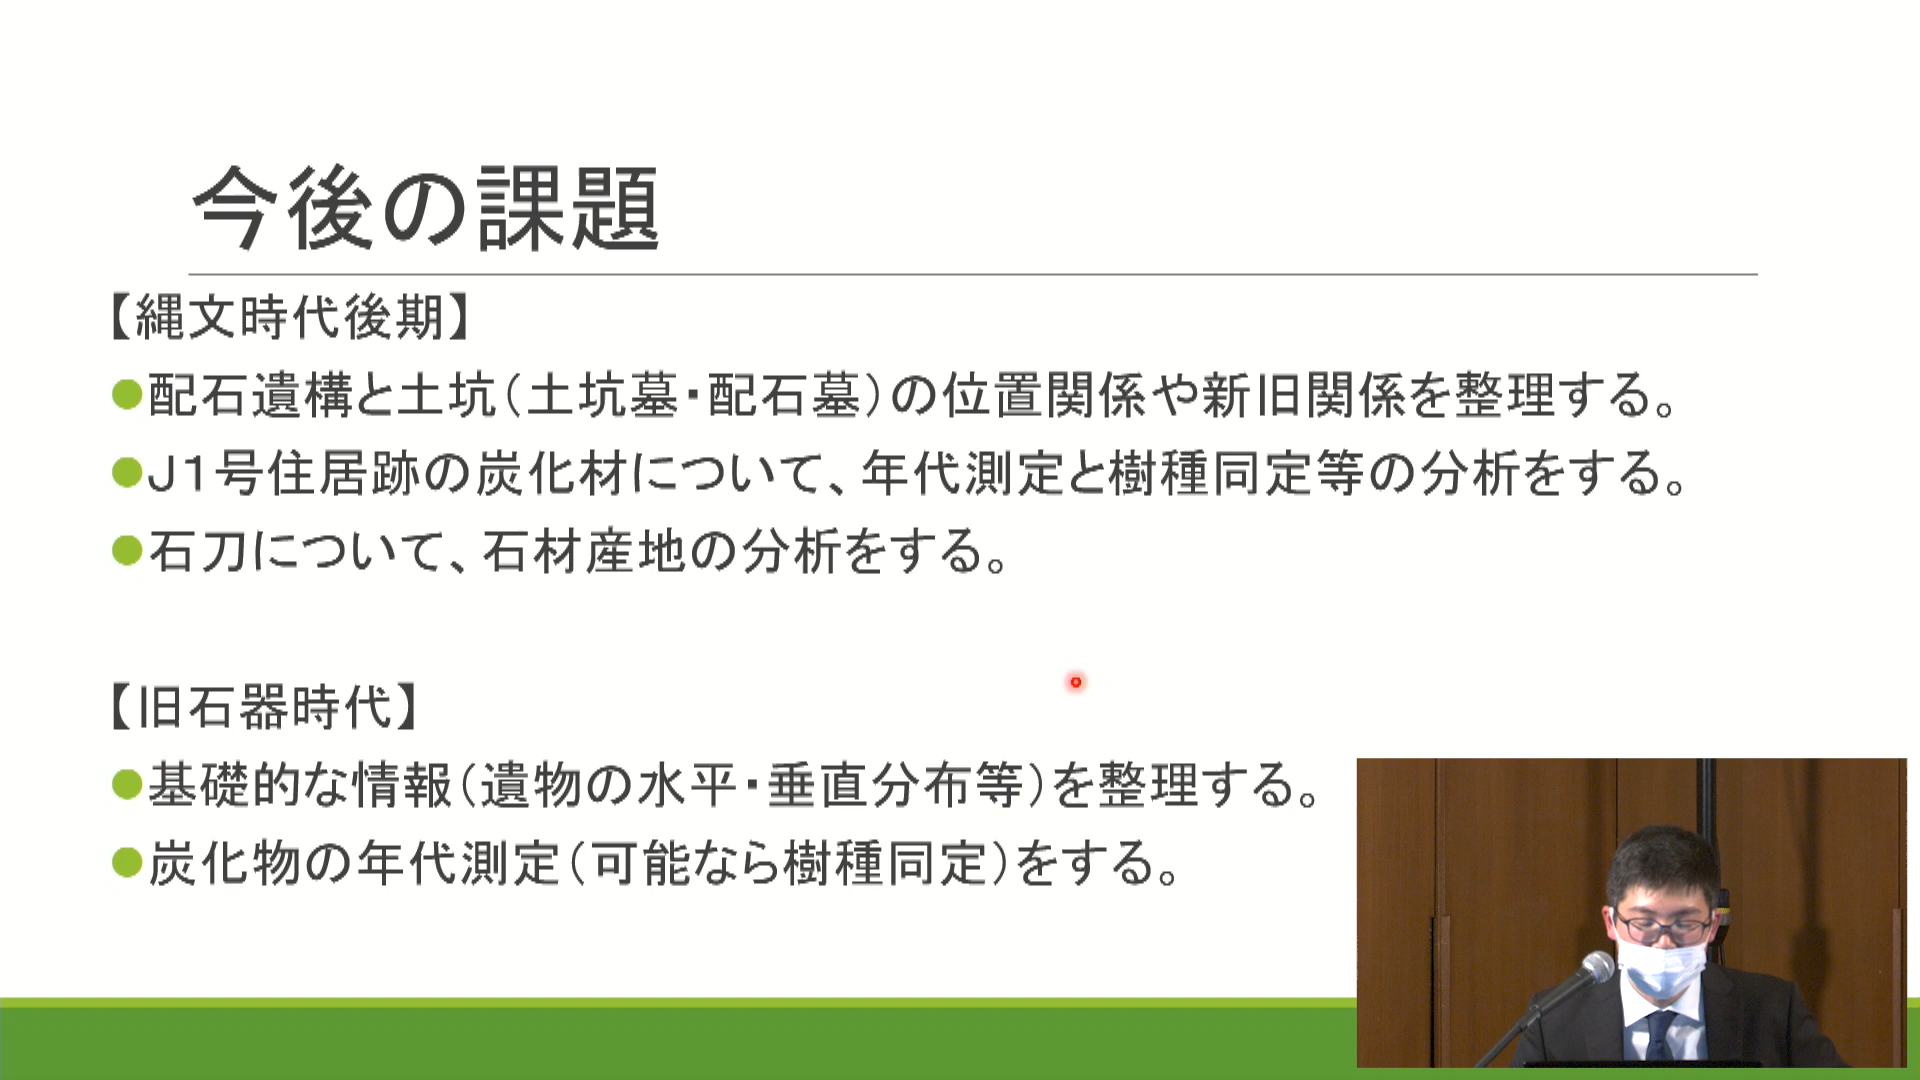 今後の課題
【縄文時代後期】
●配石遺構と土坑（土坑墓・配石墓）の位置関係や新旧関係を整理する。
●J1号住居跡の炭化材について、年代測定と樹種同定等の分析をする。
●石刀について、石材産地の分析をする。
【旧石器時代】
●基礎的な情報（遺物の水平・垂直分布等）を整理する。
●炭化物の年代測定（可能なら樹種同定）をする。